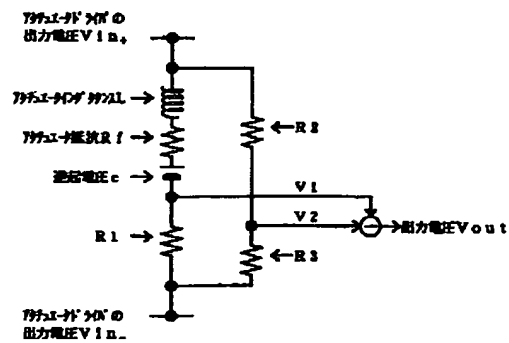 ｱｸﾁｭｴｰﾀﾄﾞﾗｲﾊﾞの
出力電圧Ｖｉｎ₊
ｱｸﾁｭｴｰﾀｲﾝﾀﾞｸﾀﾝｽL
Ｒ２
ｱｸﾁｭｴｰﾀ抵抗Ｒｆ
逆起電圧ｅ
Ｖ１
Ｖ２
出力電圧Ｖｏｕｔ
Ｒ１
Ｒ３
ｱｸﾁｭｴｰﾀﾄﾞﾗｲﾊﾞの
出力電圧Ｖｉｎ₋